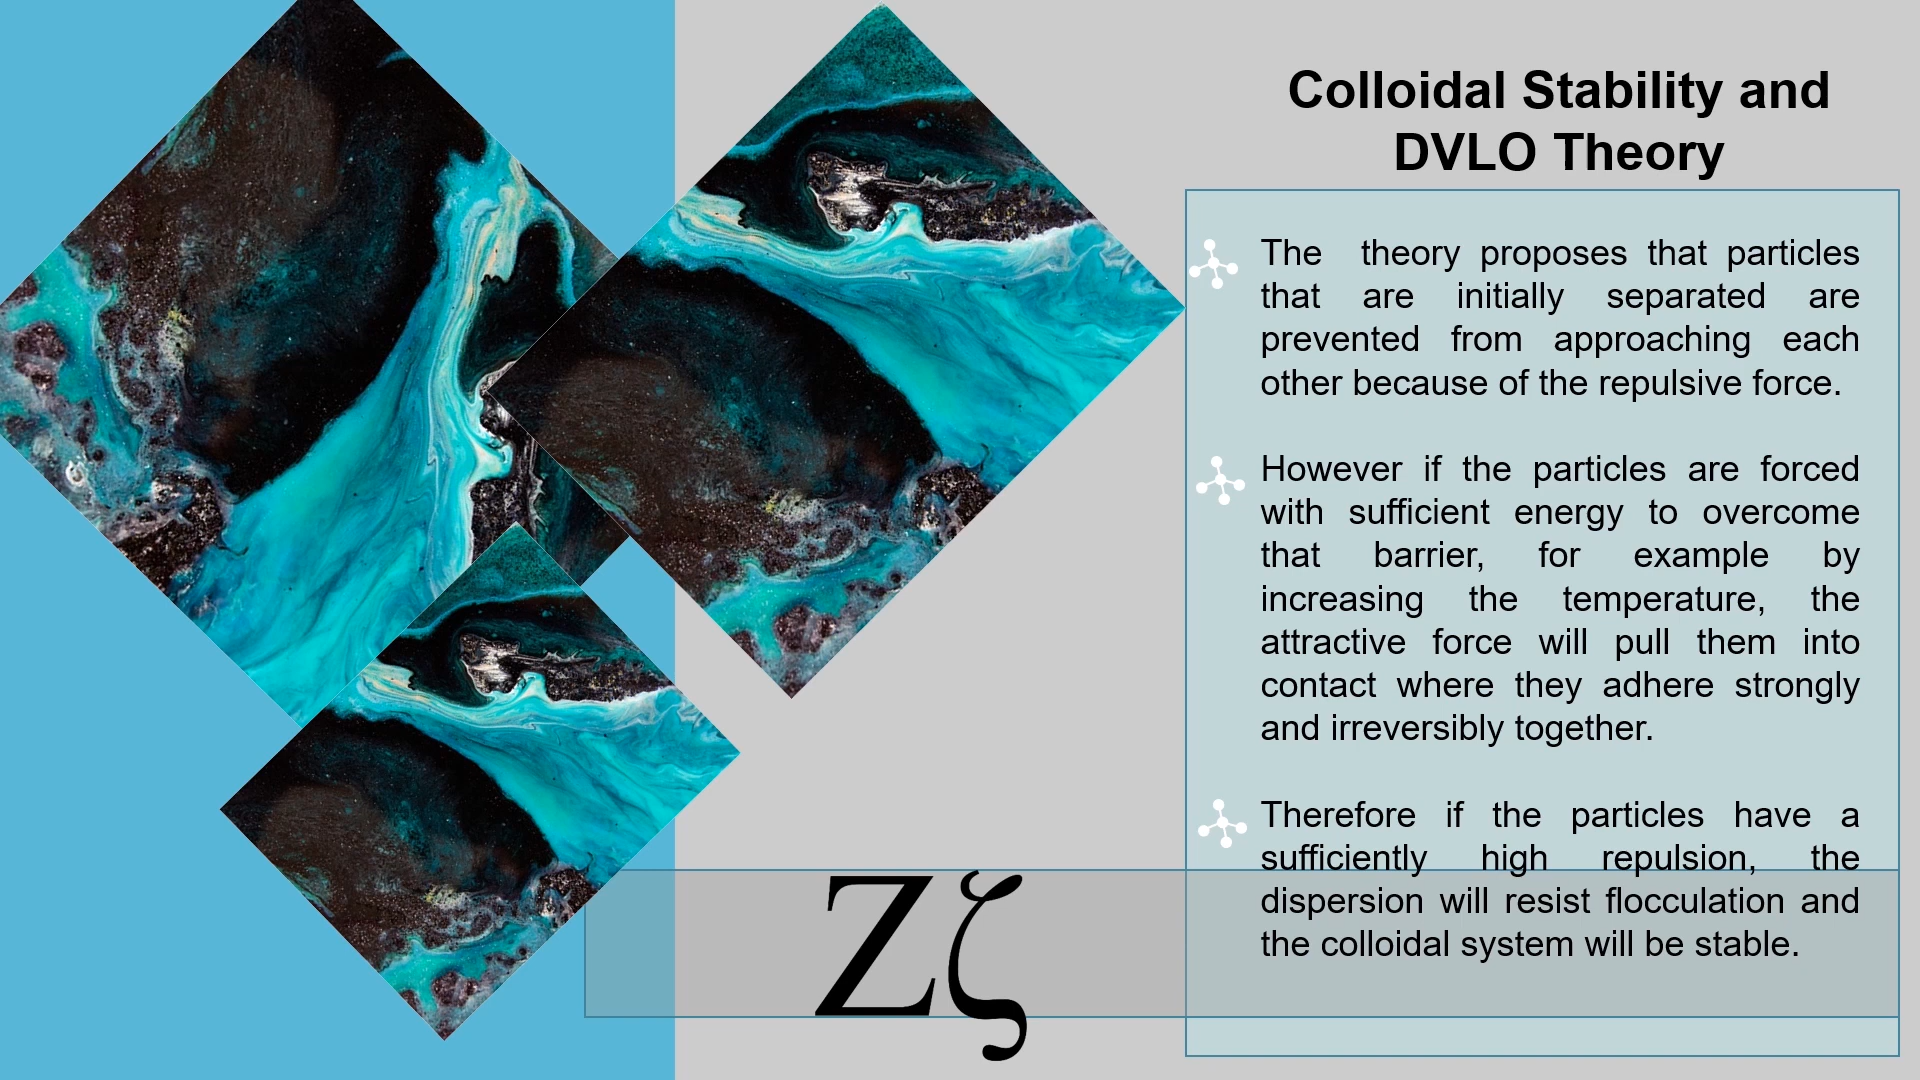 Colloidal Stability and
DVLO Theory
The theory proposes that particles
that are initially separated are
prevented from approaching each
other because of the repulsive force.
However if the particles are forced
with sufficient energy to overcome
that barrier, for example by
increasing the temperature, the
attractive force will pull them into
contact where they adhere strongly
and irreversibly together.
Therefore if the particles have a
sufficiently high repulsion, the
dispersion will resist flocculation and
the colloidal system will be stable.
Ζζ